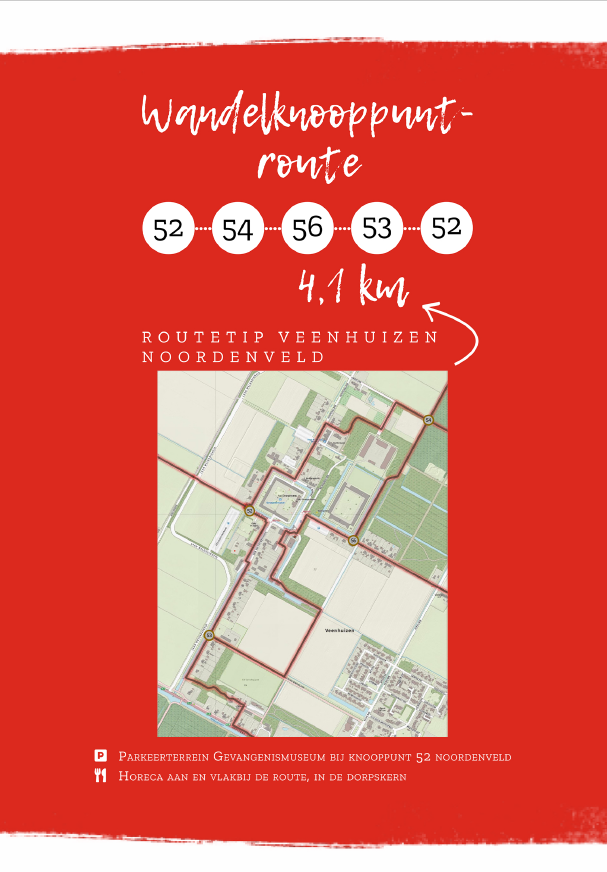 Wandelknooppunt-
route
52 54 56 53 52
4,1 km
ROUTETIP VEENHUIZEN
NOORDENVELD
Veenhuizen
P Parkeerterrein Gevangenismuseum bij knooppunt 52 noordenveld
Horeca aan en vlakbij de route, in de dorpskern